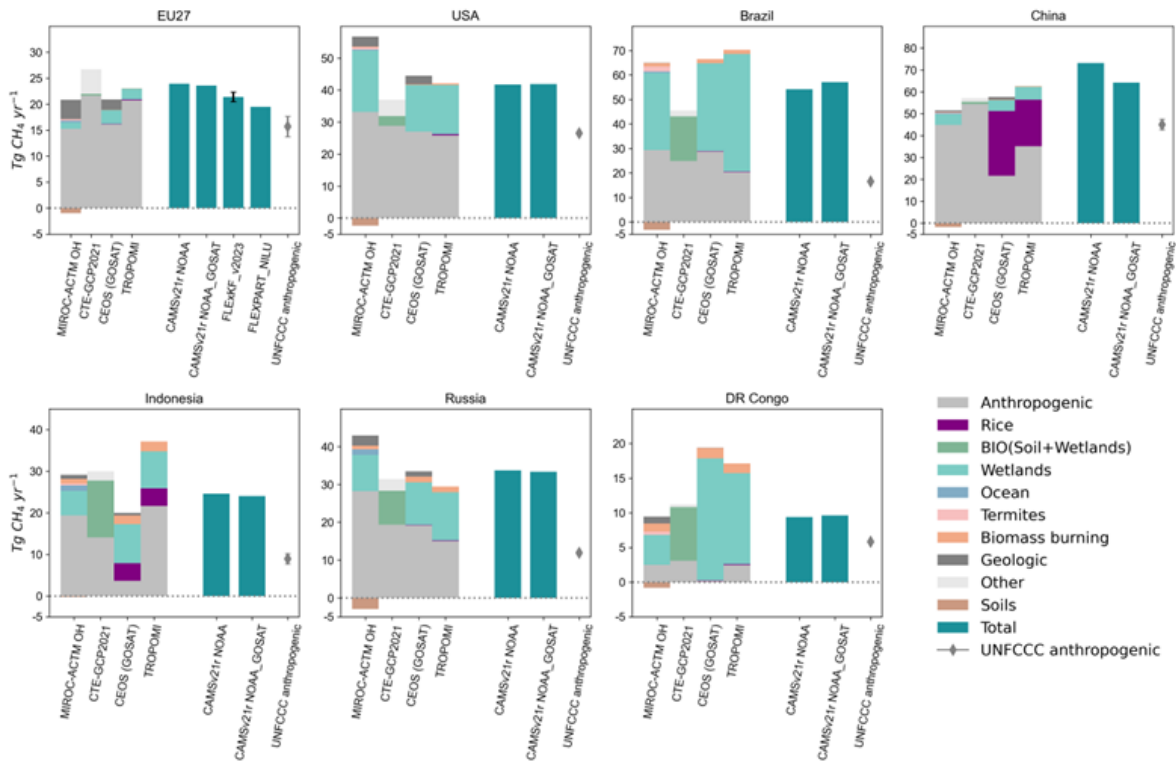 EU27
USA
Brazil
China
Tg CH4 yr−1
30
25
20
15
10
5
0
-5
50
40
30
20
10
0
-5
70
60
50
40
30
20
10
0
-5
80
70
60
50
40
30
20
10
0
-5
MIROC-ACTM OH
CTE-GCP2021
CEOS (GOSAT)
TROPOMI
CAMSv21r NOAA
CAMSv21r NOAA_GOSAT
FLExKF_v2023
FLEXPART_NILU
UNFCCC anthropogenic
MIROC-ACTM OH
CTE-GCP2021
CEOS (GOSAT)
TROPOMI
CAMSv21r NOAA
CAMSv21r NOAA_GOSAT
UNFCCC anthropogenic
MIROC-ACTM OH
CTE-GCP2021
CEOS (GOSAT)
TROPOMI
CAMSv21r NOAA
CAMSv21r NOAA_GOSAT
UNFCCC anthropogenic
MIROC-ACTM OH
CTE-GCP2021
CEOS (GOSAT)
TROPOMI
CAMSv21r NOAA
CAMSv21r NOAA_GOSAT
UNFCCC anthropogenic
Indonesia
Russia
DR Congo
Tg CH4 yr−1
40
30
20
10
0
-5
40
30
20
10
0
-5
20
15
10
5
0
-5
MIROC-ACTM OH
CTE-GCP2021
CEOS (GOSAT)
TROPOMI
CAMSv21r NOAA
CAMSv21r NOAA_GOSAT
UNFCCC anthropogenic
MIROC-ACTM OH
CTE-GCP2021
CEOS (GOSAT)
TROPOMI
CAMSv21r NOAA
CAMSv21r NOAA_GOSAT
UNFCCC anthropogenic
MIROC-ACTM OH
CTE-GCP2021
CEOS (GOSAT)
TROPOMI
CAMSv21r NOAA
CAMSv21r NOAA_GOSAT
UNFCCC anthropogenic
Anthropogenic
Rice
BIO(Soil+Wetlands)
Wetlands
Ocean
Termites
Biomass burning
Geologic
Other
Soils
Total
UNFCCC anthropogenic